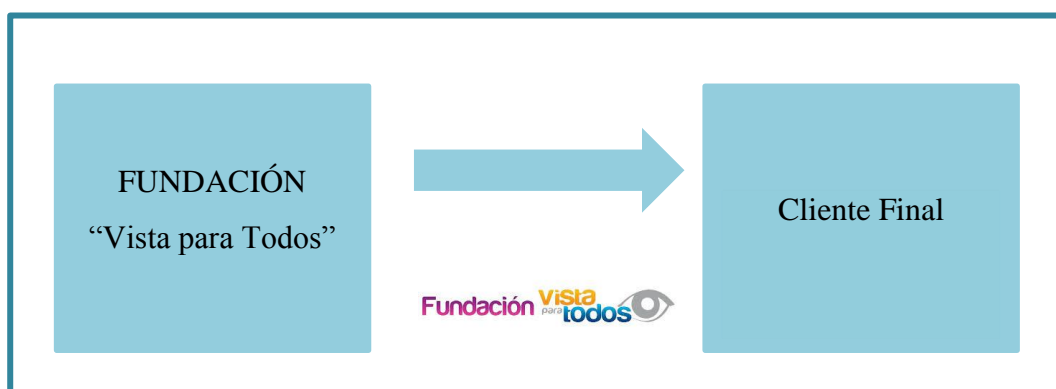 FUNDACIÓN
“Vista para Todos”
Cliente Final
Fundación Vista
para todos